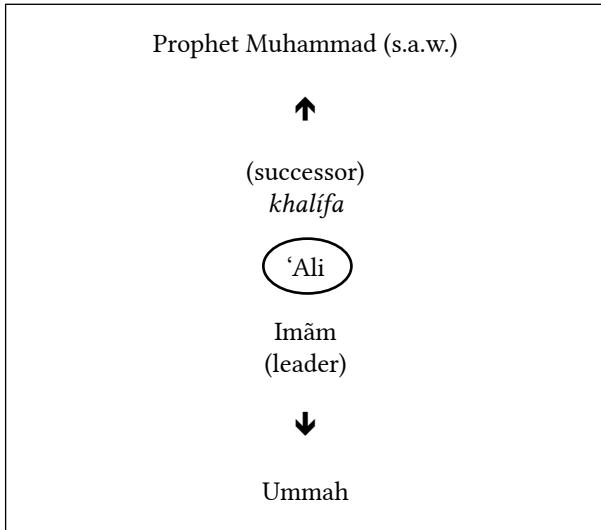 Prophet Muhammad (s.a.w.)
(successor)
khalífa
‘Ali
Imãm
(leader)
Ummah